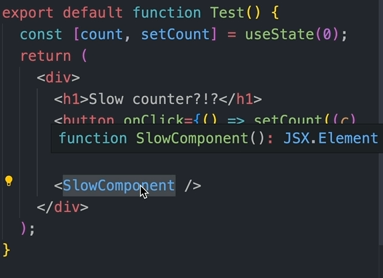 export default function Test() {
const [count, setCount] = useState(0);
return (
<div>
<h1>Slow counter?!?</h1>
<button onClick={() => setCount((c)
function SlowComponent(): JSX.Element
<SlowComponent />
</div>
);
}